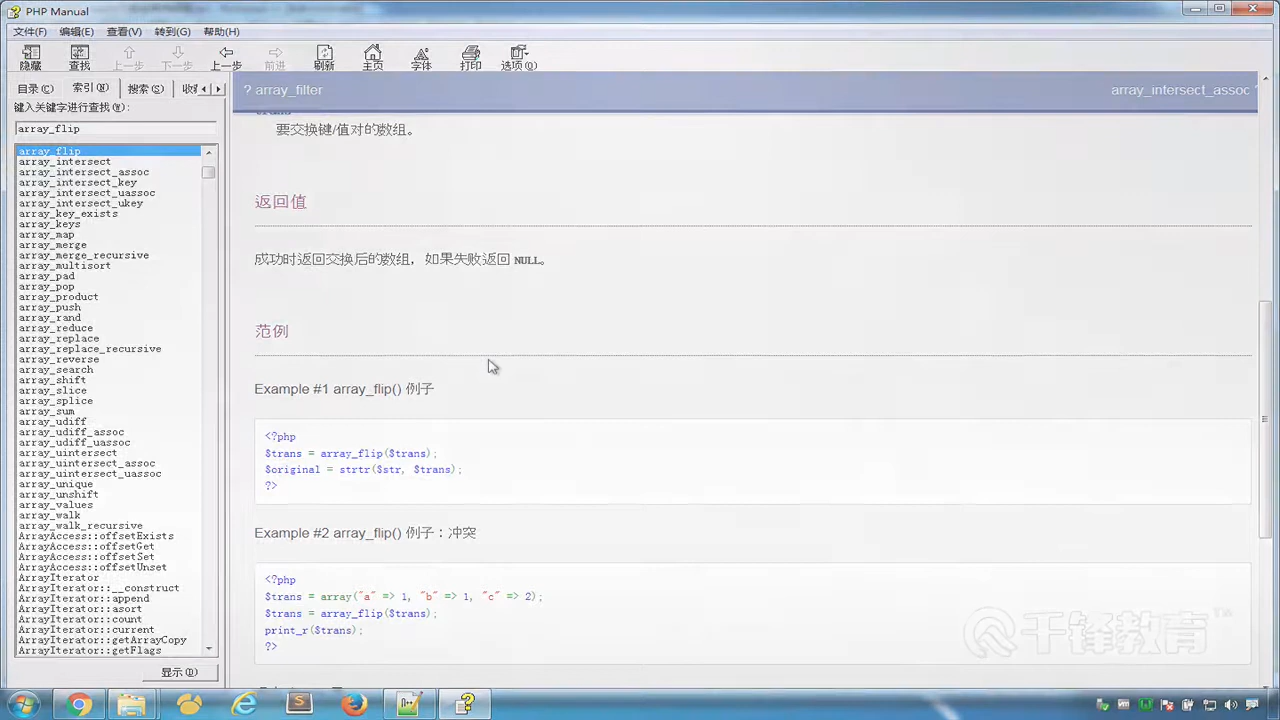 PHP Manual
文件(F) 编辑(E) 查看(V) 转到(G) 帮助(H)
隐藏 查找 上一步 下一步 上一步 前进 刷新 主页 字体 打印 选项(O)
目录(C) 索引(N) 搜索(S)
键入关键字进行查找(W):
array_flip
array_flip
array_intersect
array_intersect_assoc
array_intersect_key
array_intersect_uassoc
array_intersect_ukey
array_key_exists
array_keys
array_map
array_merge
array_merge_recursive
array_multisort
array_pad
array_pop
array_product
array_push
array_rand
array_reduce
array_replace
array_replace_recursive
array_reverse
array_search
array_shift
array_slice
array_splice
array_sum
array_udiff
array_udiff_assoc
array_udiff_uassoc
array_uintersect
array_uintersect_assoc
array_uintersect_uassoc
array_unique
array_unshift
array_values
array_walk
array_walk_recursive
ArrayAccess::offsetExists
ArrayAccess::offsetGet
ArrayAccess::offsetSet
ArrayAccess::offsetUnset
ArrayIterator
ArrayIterator::__construct
ArrayIterator::append
ArrayIterator::asort
ArrayIterator::count
ArrayIterator::current
ArrayIterator::getArrayCopy
ArrayIterator::getFlags
显示(D)
? array_filter
array_intersect_assoc ?
要交换键/值对的数组。
返回值
成功时返回交换后的数组，如果失败返回 NULL。
范例
Example #1 array_flip() 例子
<?php
$trans = array_flip($trans);
$original = strtr($str, $trans);
?>
Example #2 array_flip() 例子：冲突
<?php
$trans = array("a" => 1, "b" => 1, "c" => 2);
$trans = array_flip($trans);
print_r($trans);
?>
千锋教育